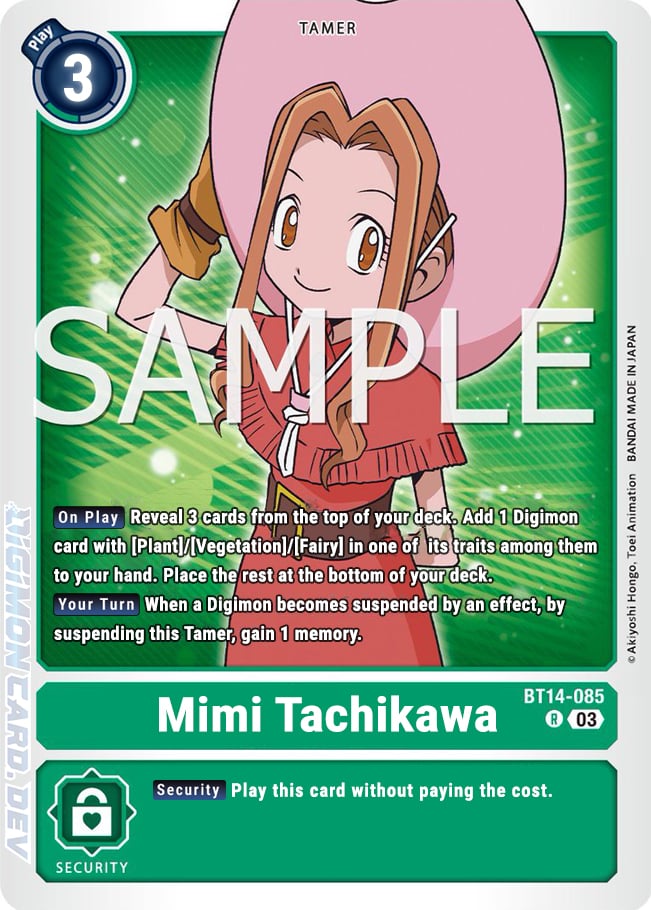 TAMER
Play
3
SAMPLE
On Play Reveal 3 cards from the top of your deck. Add 1 Digimon
card with [Plant]/[Vegetation]/[Fairy] in one of its traits among them
to your hand. Place the rest at the bottom of your deck.
Your Turn When a Digimon becomes suspended by an effect, by
suspending this Tamer, gain 1 memory.
© Akiyoshi Hongo, Toei Animation BANDAI MADE IN JAPAN
DIGIMON CARD.DEV
Mimi Tachikawa
BT14-085
R 03
Security Play this card without paying the cost.
SECURITY